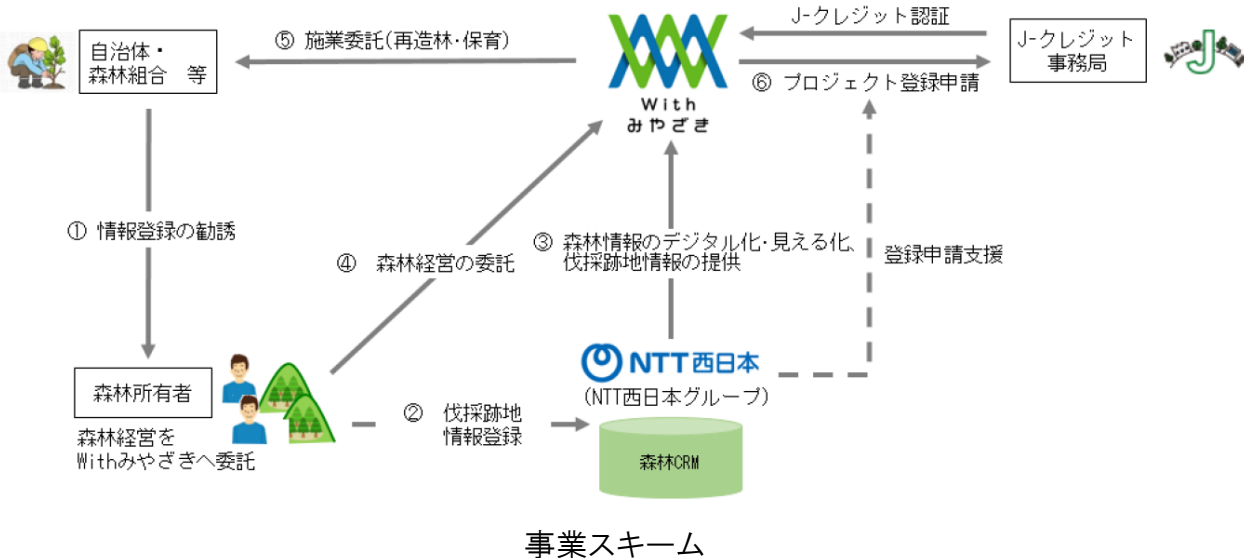 自治体・
森林組合 等
⑤ 施業委託(再造林・保育)
With
みやざき
J-クレジット認証
⑥ プロジェクト登録申請
J-クレジット
事務局
J
① 情報登録の勧誘
④ 森林経営の委託
③ 森林情報のデジタル化・見える化、
伐採跡地情報の提供
登録申請支援
森林所有者
森林経営を
Withみやざきへ委託
② 伐採跡地
情報登録
NTT西日本
(NTT西日本グループ)
森林CRM
事業スキーム